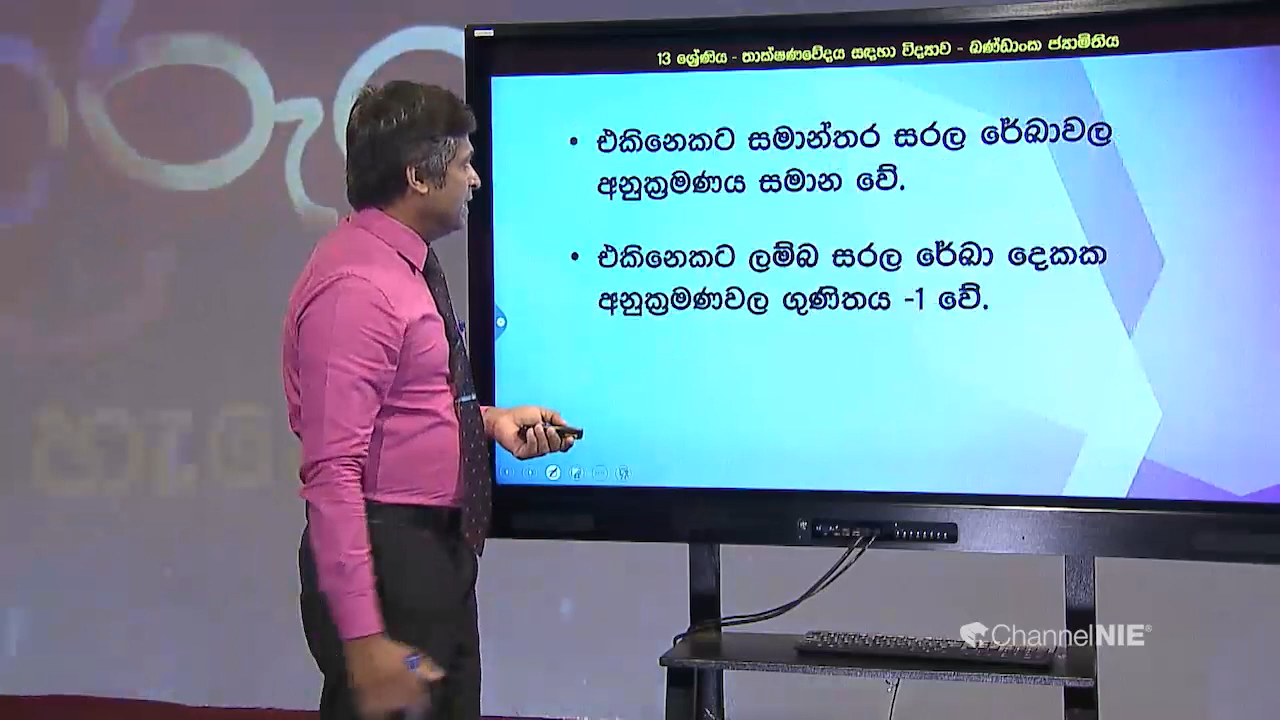 13 ශ්‍රේණිය - තාක්ෂණවේදය සඳහා විද්‍යාව - ඛණ්ඩාංක ජ්‍යාමිතිය
• එකිනෙකට සමාන්තර සරල රේඛාවල
අනුක්‍රමණය සමාන වේ.
• එකිනෙකට ලම්බ සරල රේඛා දෙකක
අනුක්‍රමණවල ගුණිතය -1 වේ.
ChannelNIE